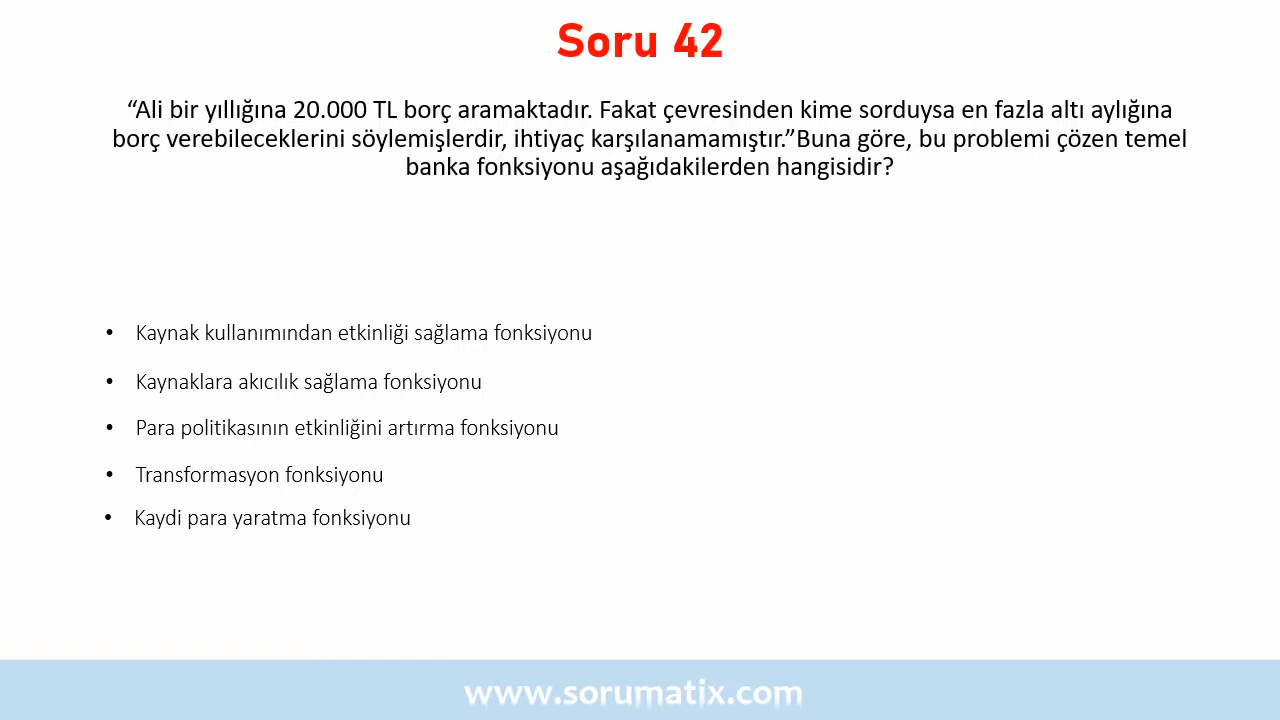 Soru 42
“Ali bir yıllığına 20.000 TL borç aramaktadır. Fakat çevresinden kime sorduysa en fazla altı aylığına
borç verebileceklerini söylemişlerdir, ihtiyaç karşılanamamıştır.”Buna göre, bu problemi çözen temel
banka fonksiyonu aşağıdakilerden hangisidir?
• Kaynak kullanımından etkinliği sağlama fonksiyonu
• Kaynaklara akıcılık sağlama fonksiyonu
• Para politikasının etkinliğini artırma fonksiyonu
• Transformasyon fonksiyonu
• Kaydi para yaratma fonksiyonu
www.sorumatix.com